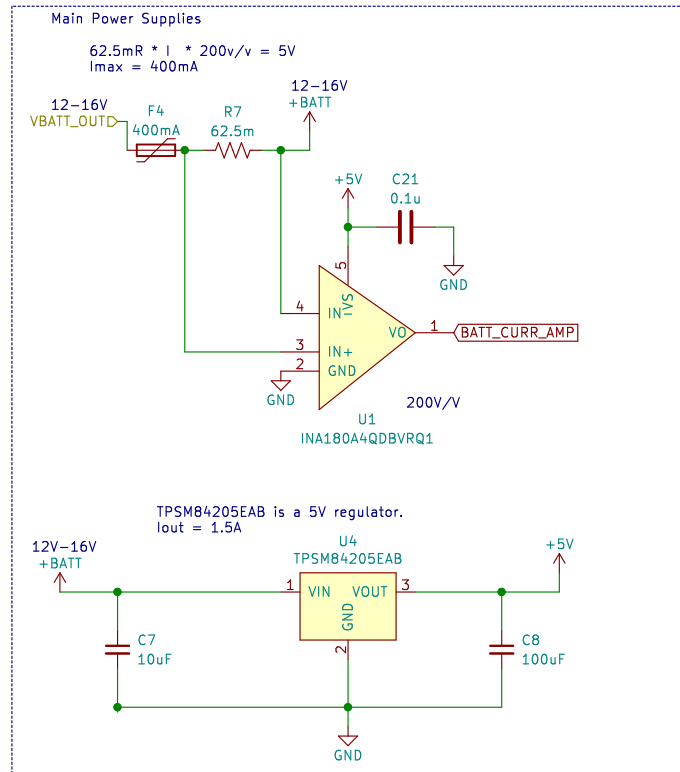 Main Power Supplies
62.5mR * I  * 200v/v = 5V
Imax = 400mA
12-16V
VBATT_OUT
F4
400mA
R7
62.5m
12-16V
+BATT
+5V
C21
0.1u
GND
5
+VS
4
IN-
3
IN+
2
GND
VO
1
BATT_CURR_AMP
GND
200V/V
U1
INA180A4QDBVRQ1
TPSM84205EAB is a 5V regulator.
Iout = 1.5A
12V-16V
+BATT
U4
TPSM84205EAB
+5V
1
VIN
VOUT
3
GND
2
C7
10uF
C8
100uF
GND